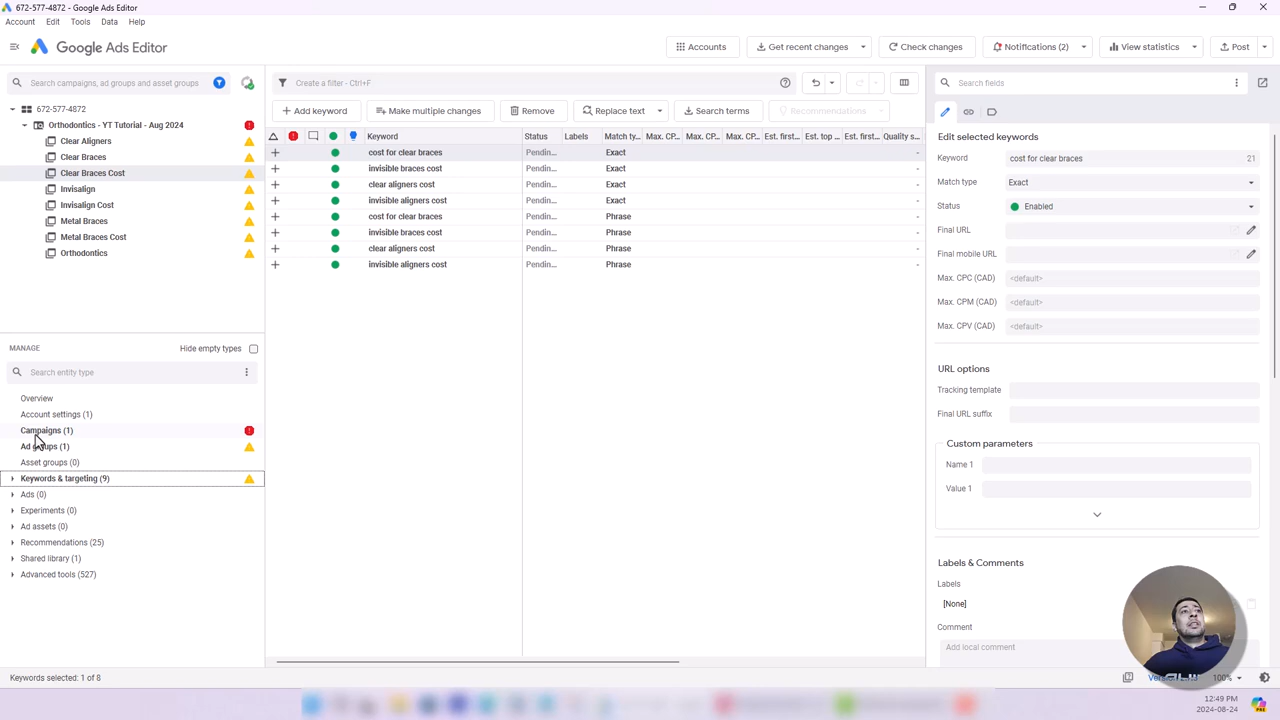 672-577-4872 - Google Ads Editor
Account Edit Tools Data Help
Google Ads Editor
Accounts Get recent changes Check changes Notifications (2) View statistics Post
Search campaigns, ad groups and asset groups
Create a filter - Ctrl+F
Search fields
Add keyword Make multiple changes Remove Replace text Search terms Recommendations
672-577-4872
Orthodontics - YT Tutorial - Aug 2024
Clear Aligners
Clear Braces
Clear Braces Cost
Invisalign
Invisalign Cost
Metal Braces
Metal Braces Cost
Orthodontics
Keyword Status Labels Match ty... Max. CP... Max. CP... Max. CP... Est. first... Est. top ... Est. first... Quality s...
cost for clear braces Pendin... Exact -
invisible braces cost Pendin... Exact -
clear aligners cost Pendin... Exact -
invisible aligners cost Pendin... Exact -
cost for clear braces Pendin... Phrase -
invisible braces cost Pendin... Phrase -
clear aligners cost Pendin... Phrase -
invisible aligners cost Pendin... Phrase -
MANAGE Hide empty types
Search entity type
Overview
Account settings (1)
Campaigns (1)
Ad groups (1)
Asset groups (0)
Keywords & targeting (9)
Ads (0)
Experiments (0)
Ad assets (0)
Recommendations (25)
Shared library (1)
Advanced tools (527)
Edit selected keywords
Keyword cost for clear braces 21
Match type Exact
Status Enabled
Final URL
Final mobile URL
Max. CPC (CAD) <default>
Max. CPM (CAD) <default>
Max. CPV (CAD) <default>
URL options
Tracking template
Final URL suffix
Custom parameters
Name 1
Value 1
Labels & Comments
Labels
[None]
Comment
Add local comment
Keywords selected: 1 of 8
100%
12:49 PM
2024-08-24